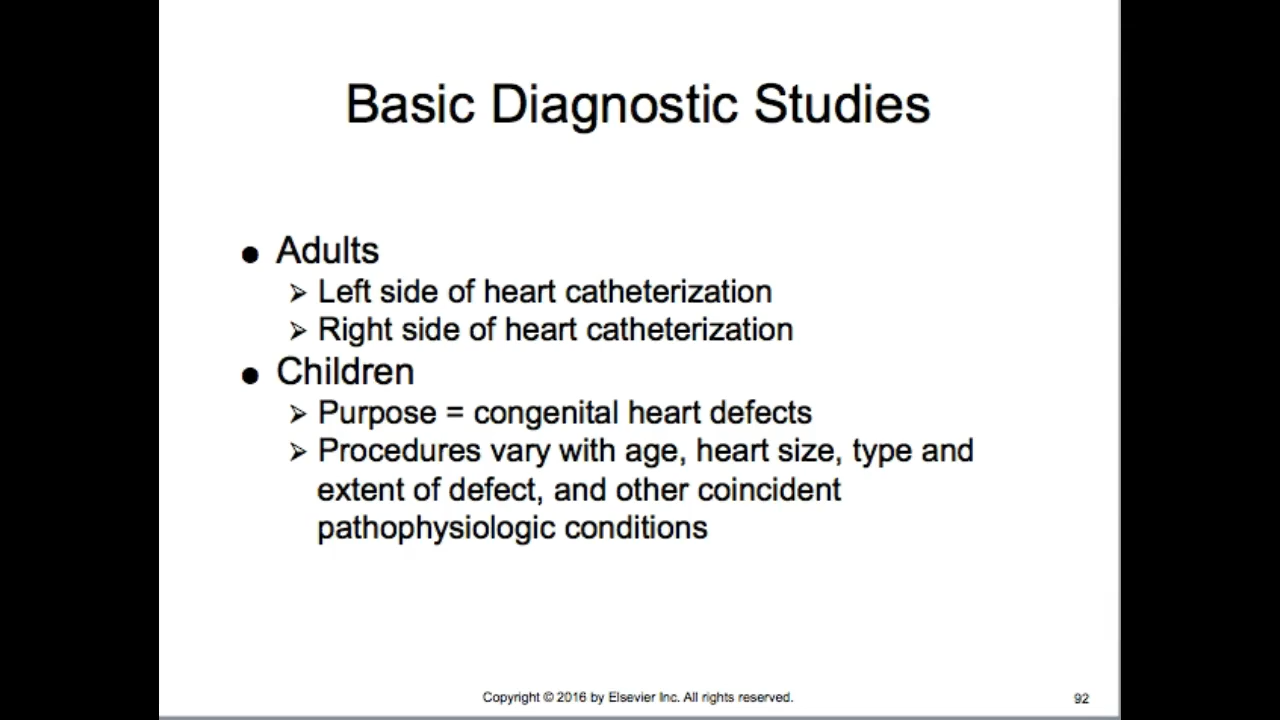 Basic Diagnostic Studies
● Adults
➢ Left side of heart catheterization
➢ Right side of heart catheterization
● Children
➢ Purpose = congenital heart defects
➢ Procedures vary with age, heart size, type and
extent of defect, and other coincident
pathophysiologic conditions
Copyright © 2016 by Elsevier Inc. All rights reserved.
92